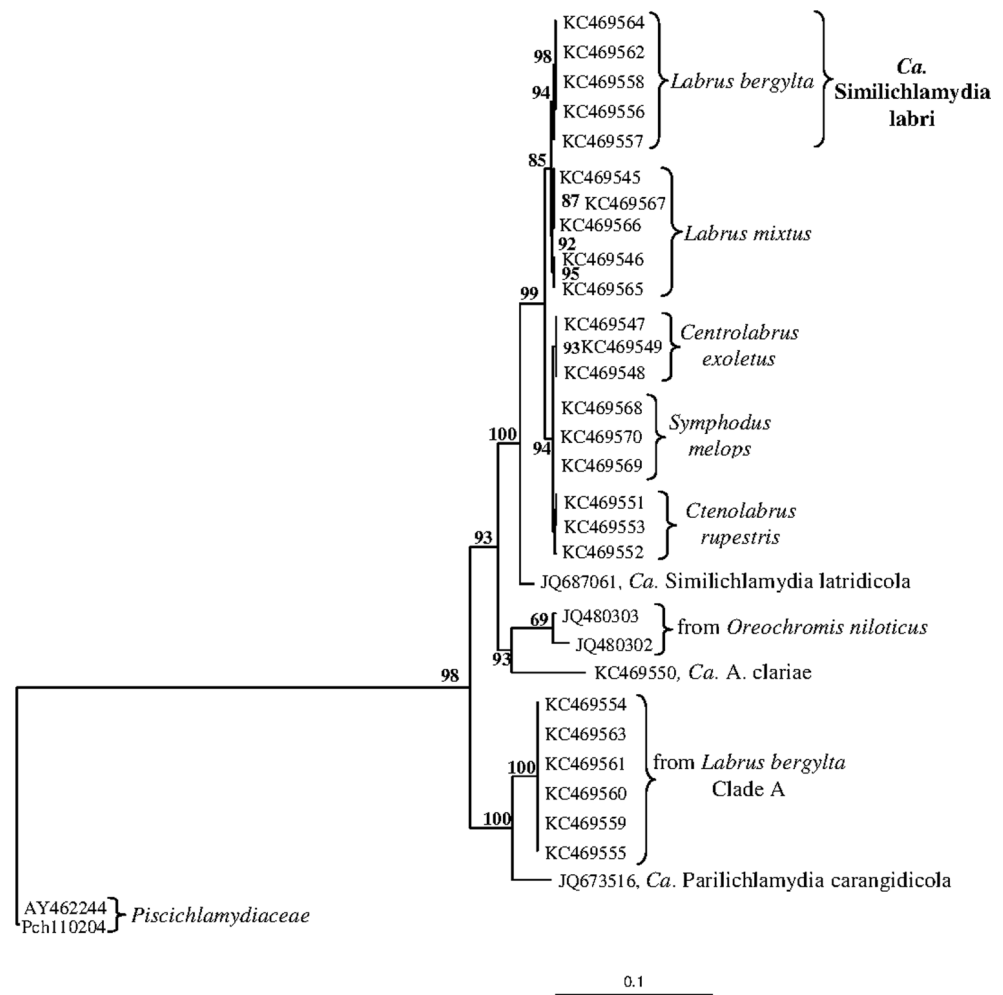 KC469564
98
KC469562
KC469558
94
KC469556
KC469557
Labrus bergylta
Ca.
Similichlamydia
labri
85
KC469545
87 KC469567
KC469566
92
KC469546
95
KC469565
Labrus mixtus
99
KC469547
93KC469549
KC469548
Centrolabrus
exoletus
KC469568
KC469570
KC469569
Symphodus
melops
100
94
KC469551
KC469553
KC469552
Ctenolabrus
rupestris
93
JQ687061, Ca. Similichlamydia latridicola
69
JQ480303
JQ480302
from Oreochromis niloticus
93
KC469550, Ca. A. clariae
98
KC469554
KC469563
KC469561
KC469560
KC469559
KC469555
100
from Labrus bergylta
Clade A
100
JQ673516, Ca. Parilichlamydia carangidicola
AY462244
Pch110204
Piscichlamydiaceae
0.1